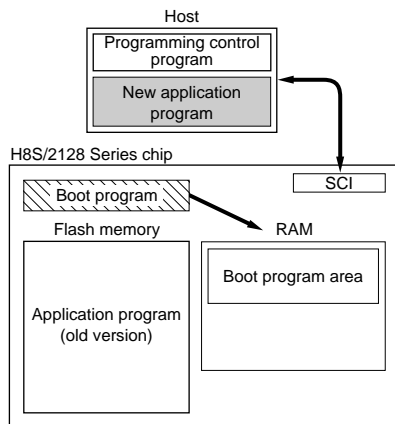 Host
Programming control
program
New application
program
H8S/2128 Series chip
SCI
Boot program
Flash memory
RAM
Boot program area
Application program
(old version)